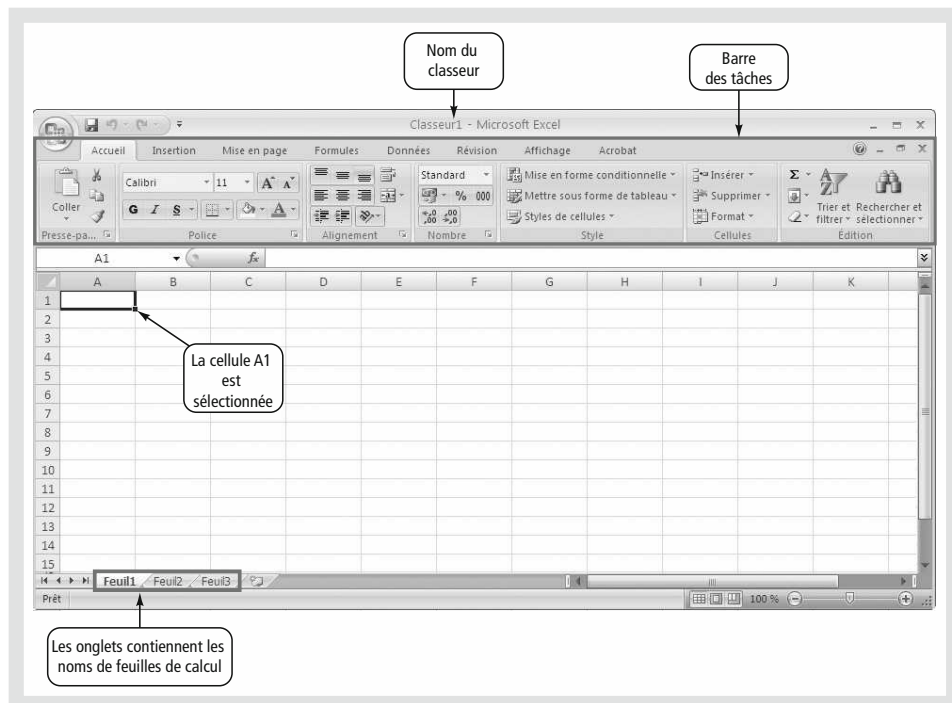 Nom du
classeur
Barre
des tâches
Classeur1 - Microsoft Excel
Accueil Insertion Mise en page Formules Données Révision Affichage Acrobat
Calibri 11 A A Standard Mise en forme conditionnelle Insérer Σ
Coller G I S A % 000 Mettre sous forme de tableau Supprimer Trier et Rechercher et
Styles de cellules Format filtrer sélectionner
Presse-pa... Police Alignement Nombre Style Cellules Édition
A1 fx
A B C D E F G H I J K
1
2
3
4
5
6
7
8
9
10
11
12
13
14
15
La cellule A1
est
sélectionnée
Feuil1 Feuil2 Feuil3
Prêt 100 %
Les onglets contiennent les
noms de feuilles de calcul